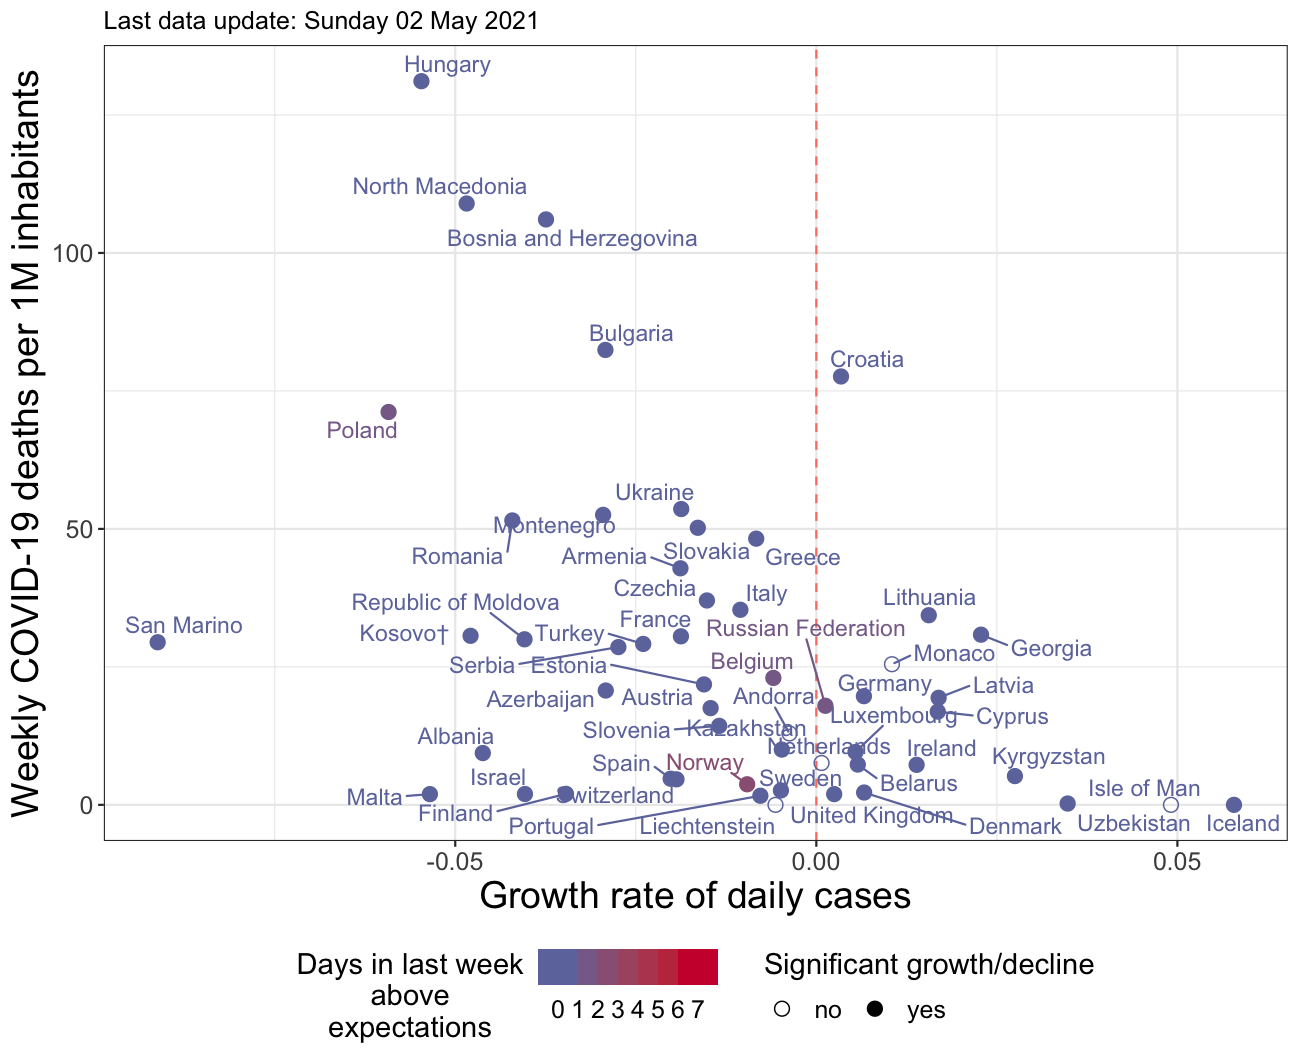 Last data update: Sunday 02 May 2021
Weekly COVID-19 deaths per 1M inhabitants
Hungary
North Macedonia
Bosnia and Herzegovina
100
Bulgaria
Croatia
Poland
Ukraine
50
Montenegro
Romania
Armenia
Slovakia
Greece
Czechia
Italy
Republic of Moldova
Lithuania
France
San Marino
Kosovo†
Turkey
Russian Federation
Georgia
Monaco
Serbia
Estonia
Belgium
Germany
Latvia
Azerbaijan
Austria
Andorra
Luxembourg
Cyprus
Slovenia
Kazakhstan
Albania
Netherlands
Ireland
Kyrgyzstan
Spain
Norway
Israel
Sweden
Belarus
Isle of Man
Malta
Switzerland
0
Finland
United Kingdom
Portugal
Liechtenstein
Denmark
Uzbekistan
Iceland
-0.05
0.00
0.05
Growth rate of daily cases
Days in last week
above
expectations
0 1 2 3 4 5 6 7
Significant growth/decline
no
yes